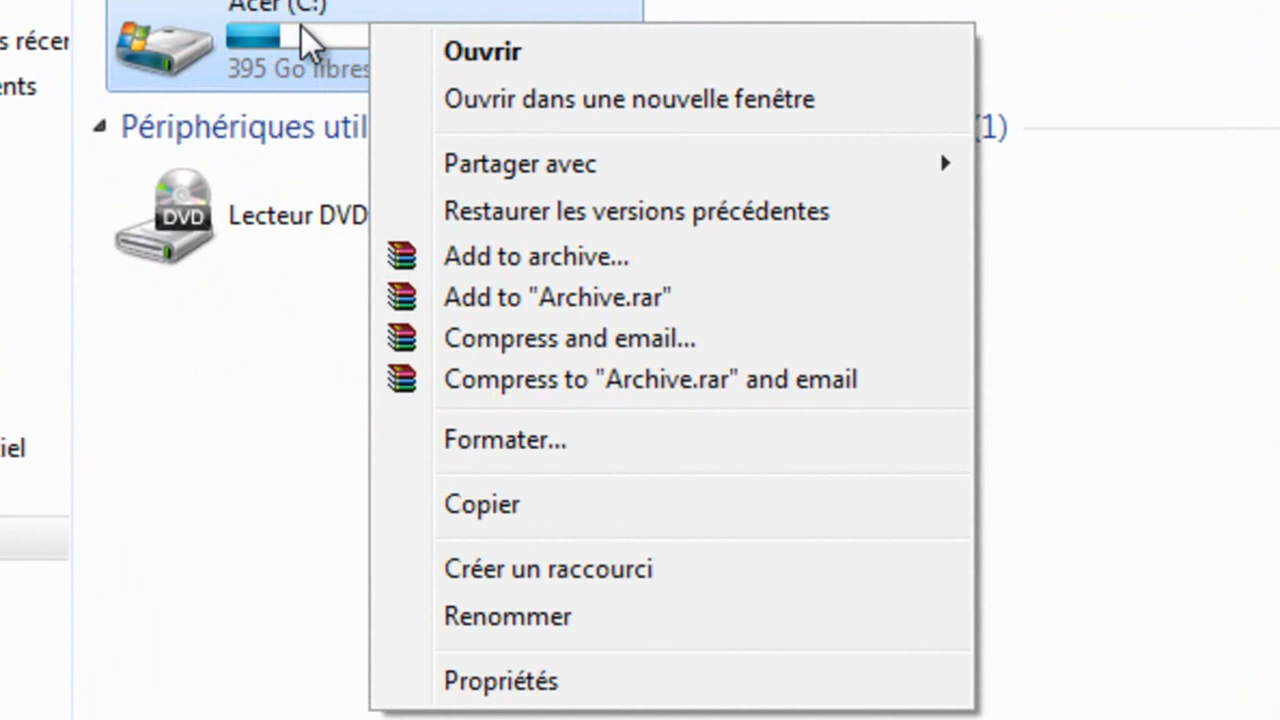 Acer (C:)
s récen
395 Go libres
ents
Périphériques util
(1)
DVD
Lecteur DVD
iel
Ouvrir
Ouvrir dans une nouvelle fenêtre
Partager avec
Restaurer les versions précédentes
Add to archive...
Add to "Archive.rar"
Compress and email...
Compress to "Archive.rar" and email
Formater...
Copier
Créer un raccourci
Renommer
Propriétés